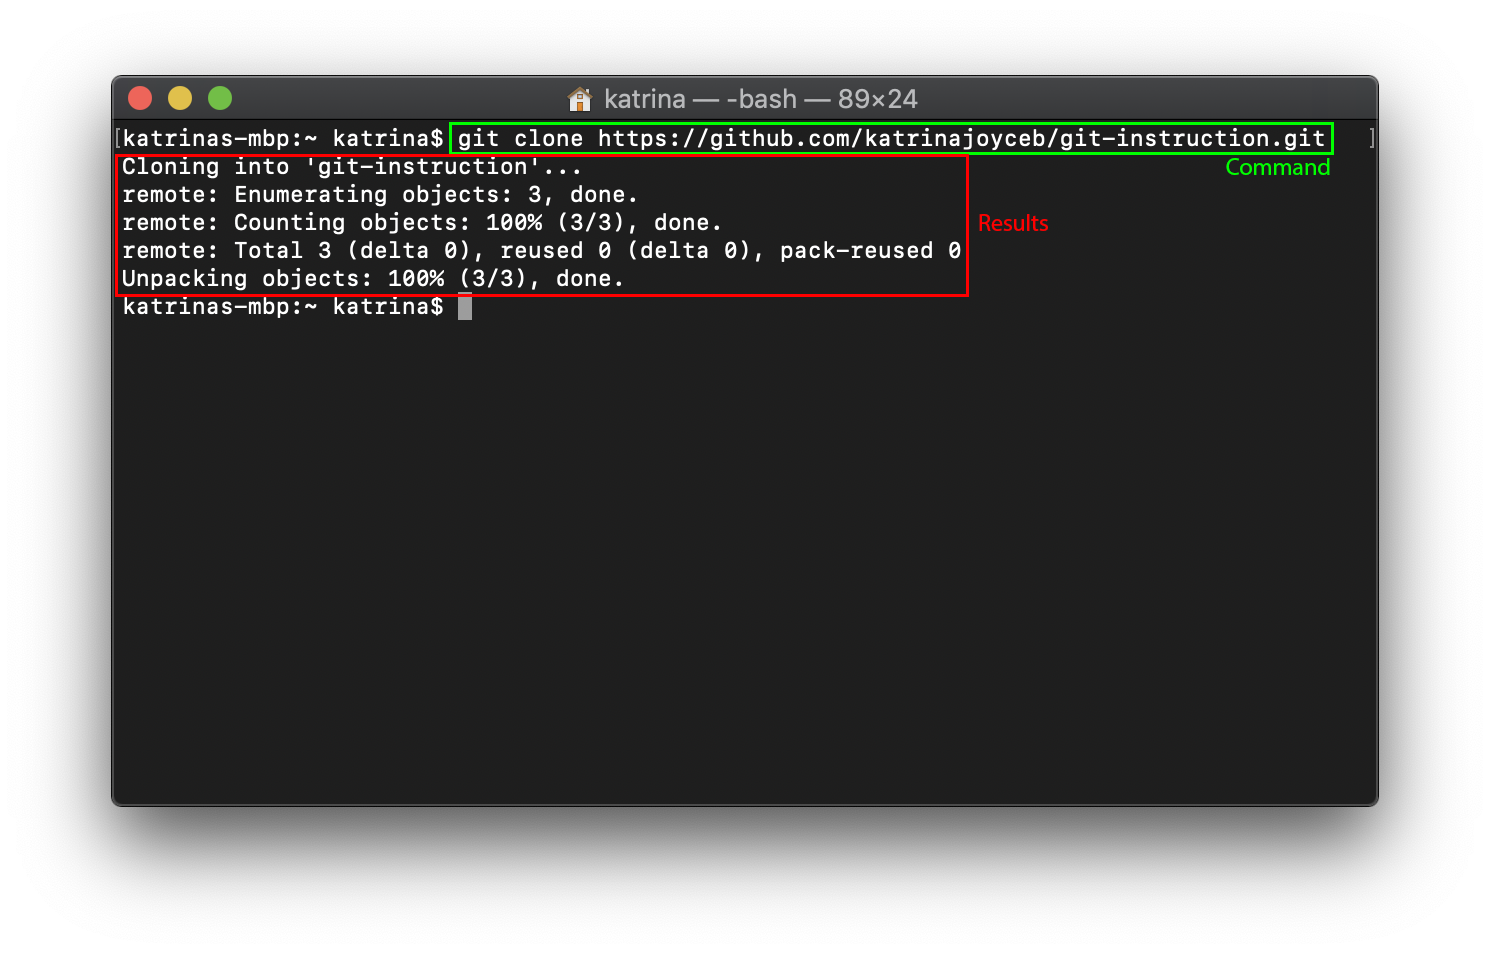 katrina — -bash — 89×24
[katrinas-mbp:~ katrina$ git clone https://github.com/katrinajoyceb/git-instruction.git ]
Cloning into 'git-instruction'...
Command
remote: Enumerating objects: 3, done.
remote: Counting objects: 100% (3/3), done.
Results
remote: Total 3 (delta 0), reused 0 (delta 0), pack-reused 0
Unpacking objects: 100% (3/3), done.
katrinas-mbp:~ katrina$